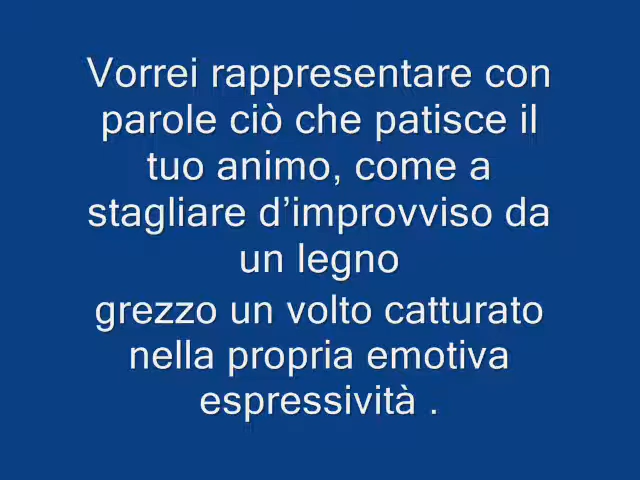 Vorrei rappresentare con
parole ciò che patisce il
tuo animo, come a
stagliare d’improvviso da
un legno
grezzo un volto catturato
nella propria emotiva
espressività .